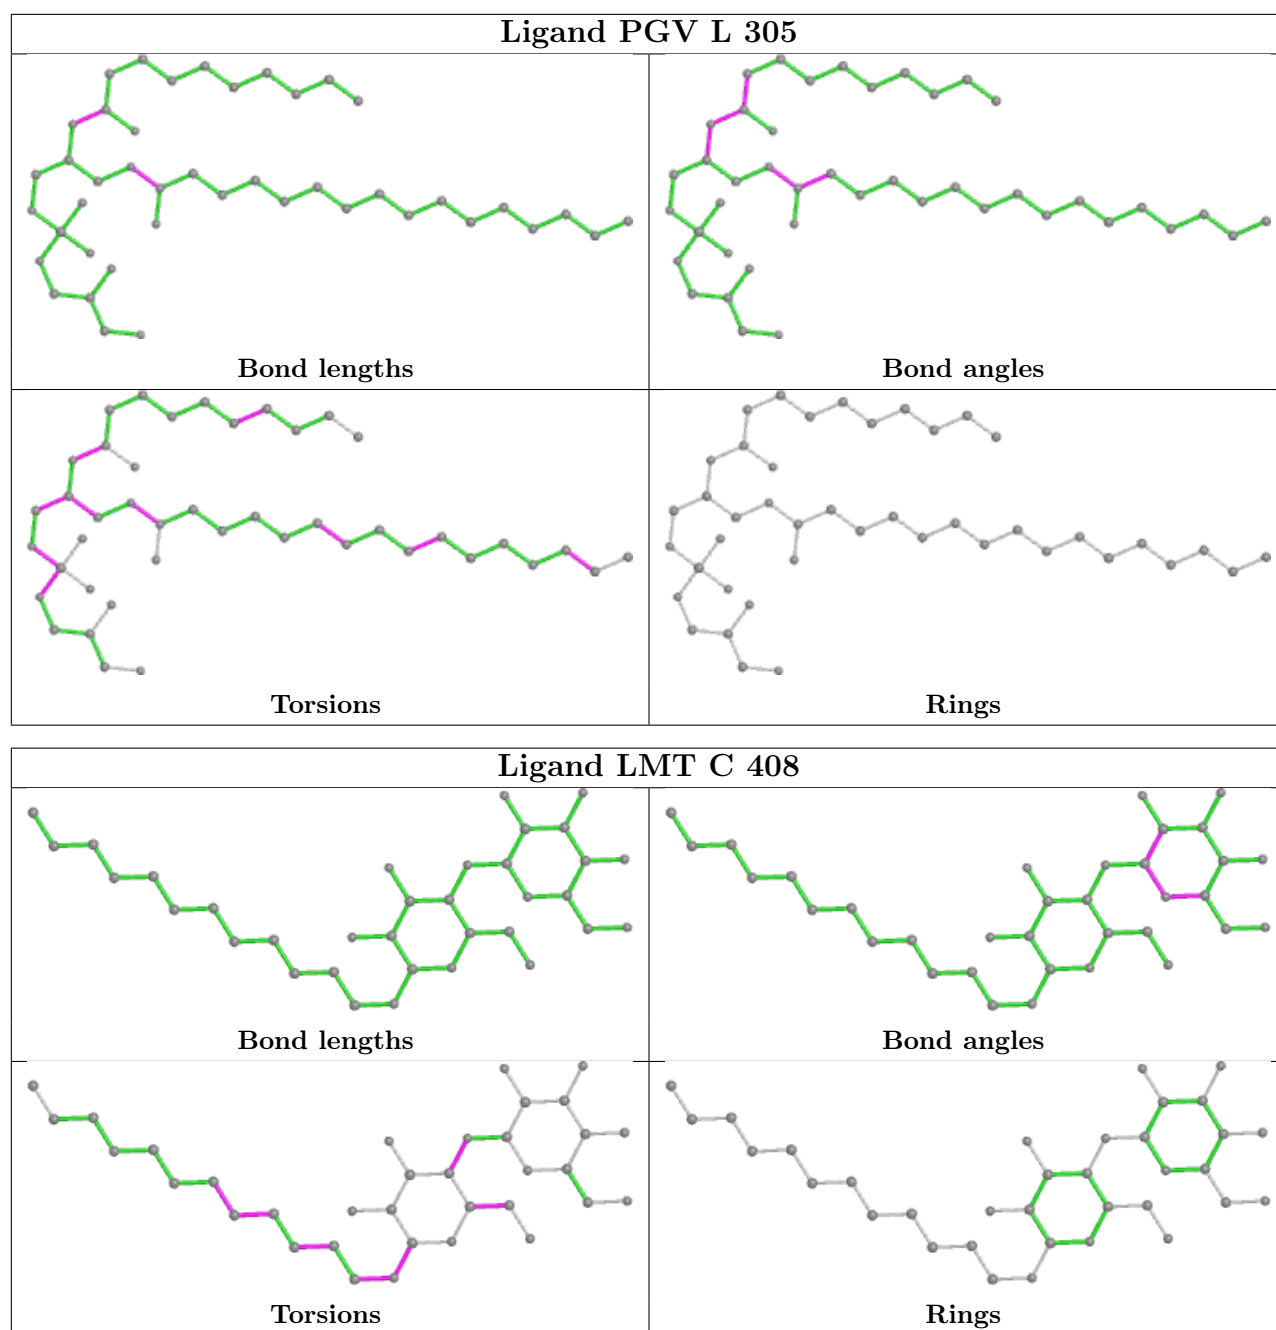 Ligand PGV L 305
Bond lengths
Bond angles
Torsions
Rings
Ligand LMT C 408
Bond lengths
Bond angles
Torsions
Rings